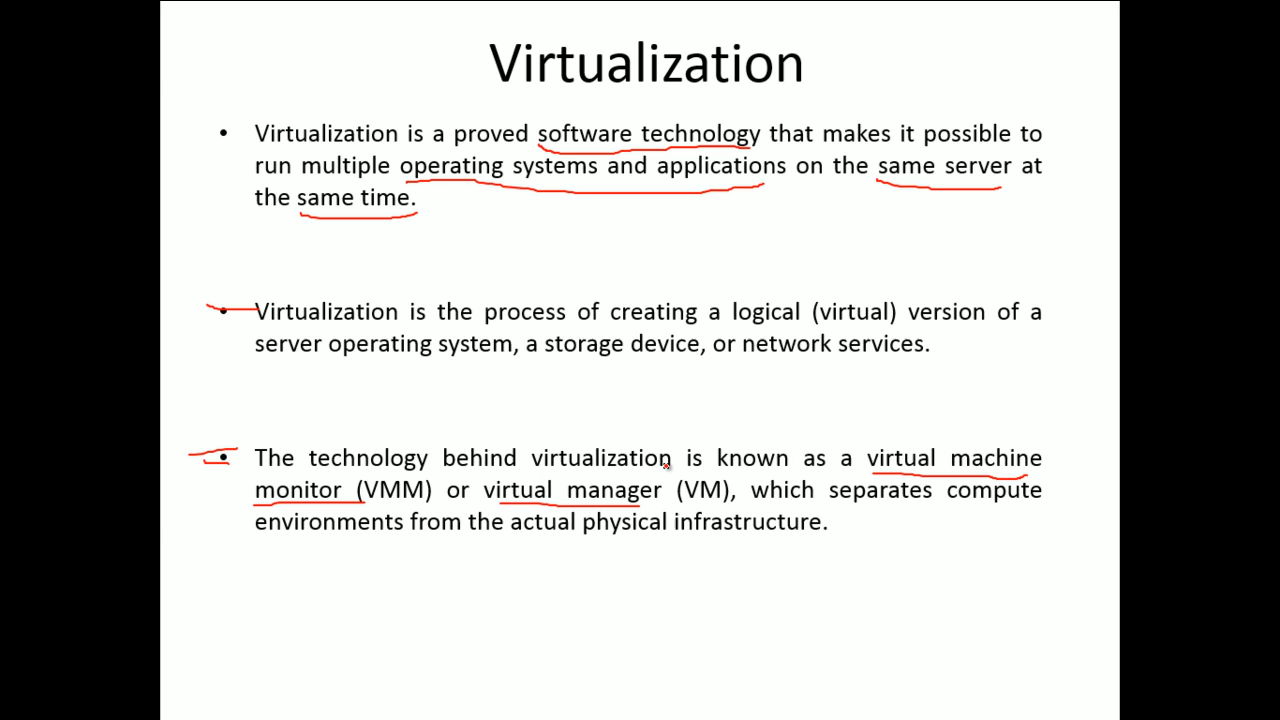 Virtualization
• Virtualization is a proved software technology that makes it possible to
run multiple operating systems and applications on the same server at
the same time.
• Virtualization is the process of creating a logical (virtual) version of a
server operating system, a storage device, or network services.
• The technology behind virtualization is known as a virtual machine
monitor (VMM) or virtual manager (VM), which separates compute
environments from the actual physical infrastructure.